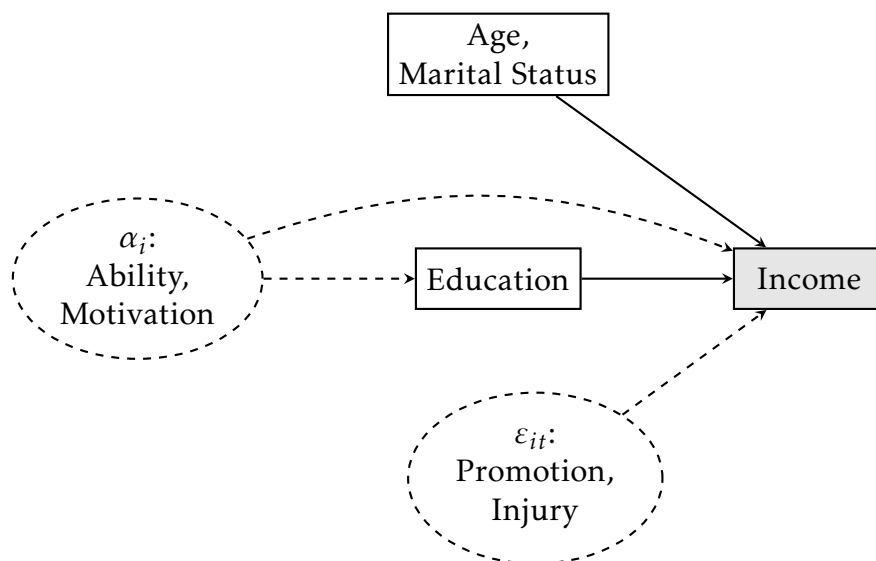 Age,
Marital Status
α_i:
Ability,
Motivation
Education
Income
ε_it:
Promotion,
Injury